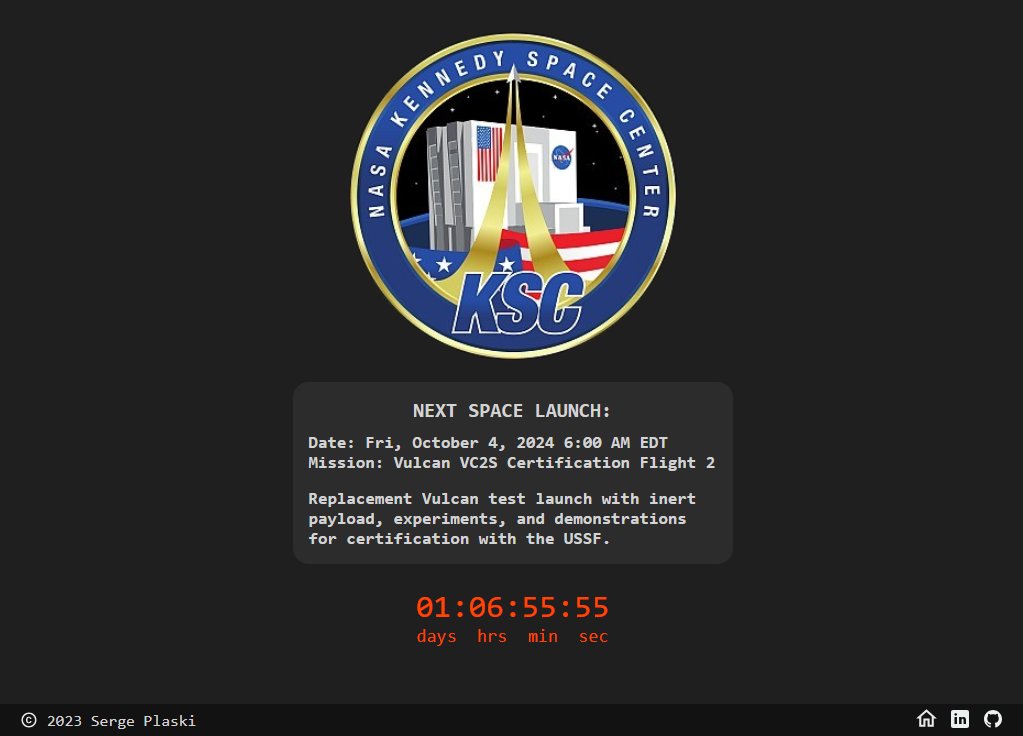 NASA KENNEDY SPACE CENTER
NASA
KSC
NEXT SPACE LAUNCH:
Date: Fri, October 4, 2024 6:00 AM EDT
Mission: Vulcan VC2S Certification Flight 2
Replacement Vulcan test launch with inert
payload, experiments, and demonstrations
for certification with the USSF.
01:06:55:55
days hrs min sec
© 2023 Serge Plaski
in